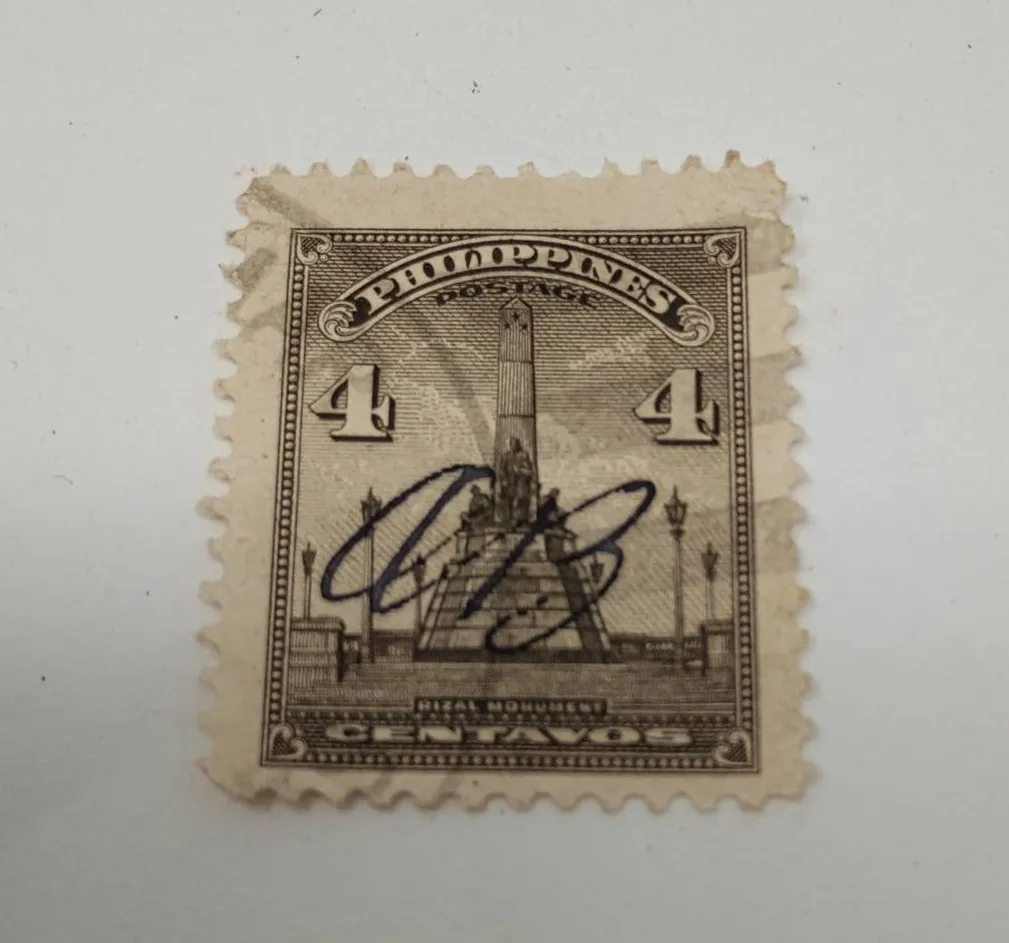 PHILIPPINES
POSTAGE
4 4
RIZAL MONUMENT
CENTAVOS